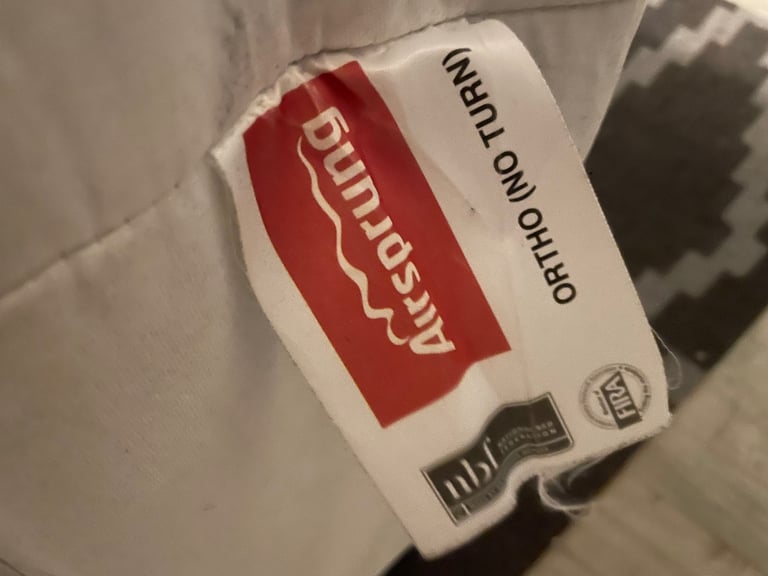 Airsprung
ORTHO (NO TURN)
nbf
FIRA